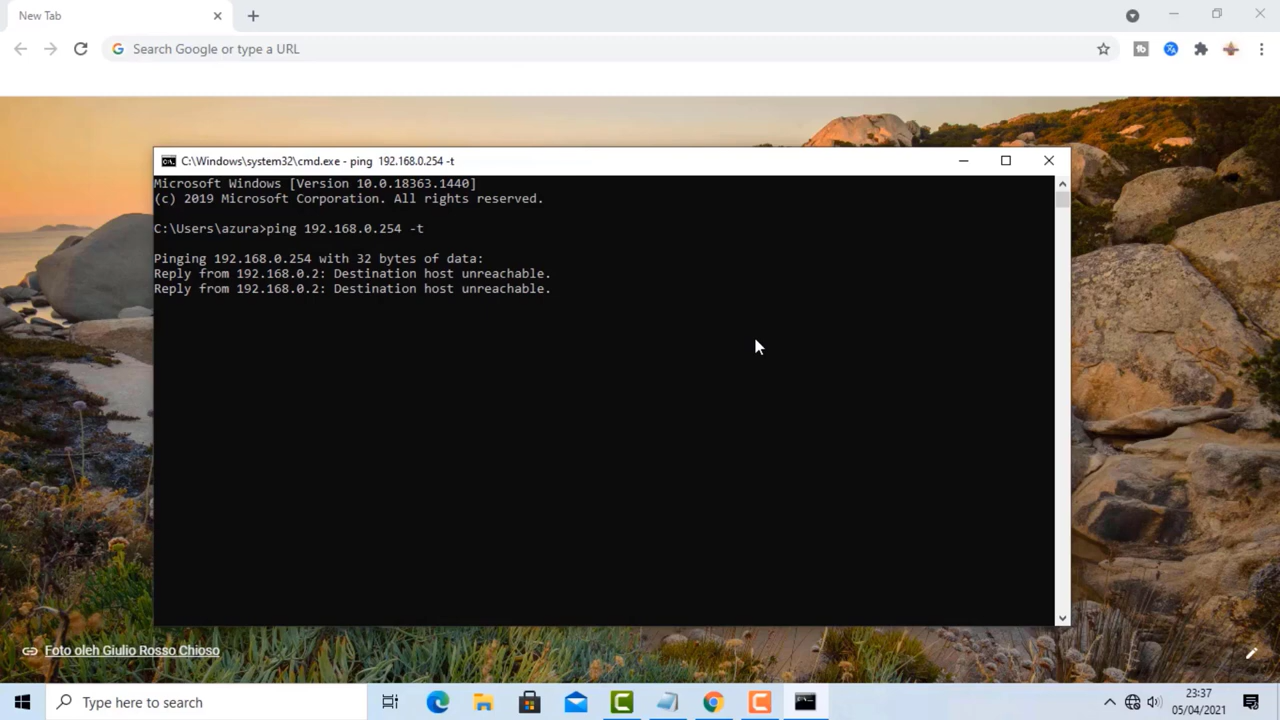 New Tab
Search Google or type a URL
C:\Windows\system32\cmd.exe - ping  192.168.0.254 -t
Microsoft Windows [Version 10.0.18363.1440]
(c) 2019 Microsoft Corporation. All rights reserved.
C:\Users\azura>ping 192.168.0.254 -t
Pinging 192.168.0.254 with 32 bytes of data:
Reply from 192.168.0.2: Destination host unreachable.
Reply from 192.168.0.2: Destination host unreachable.
Foto oleh Giulio Rosso Chioso
Type here to search
23:37
05/04/2021